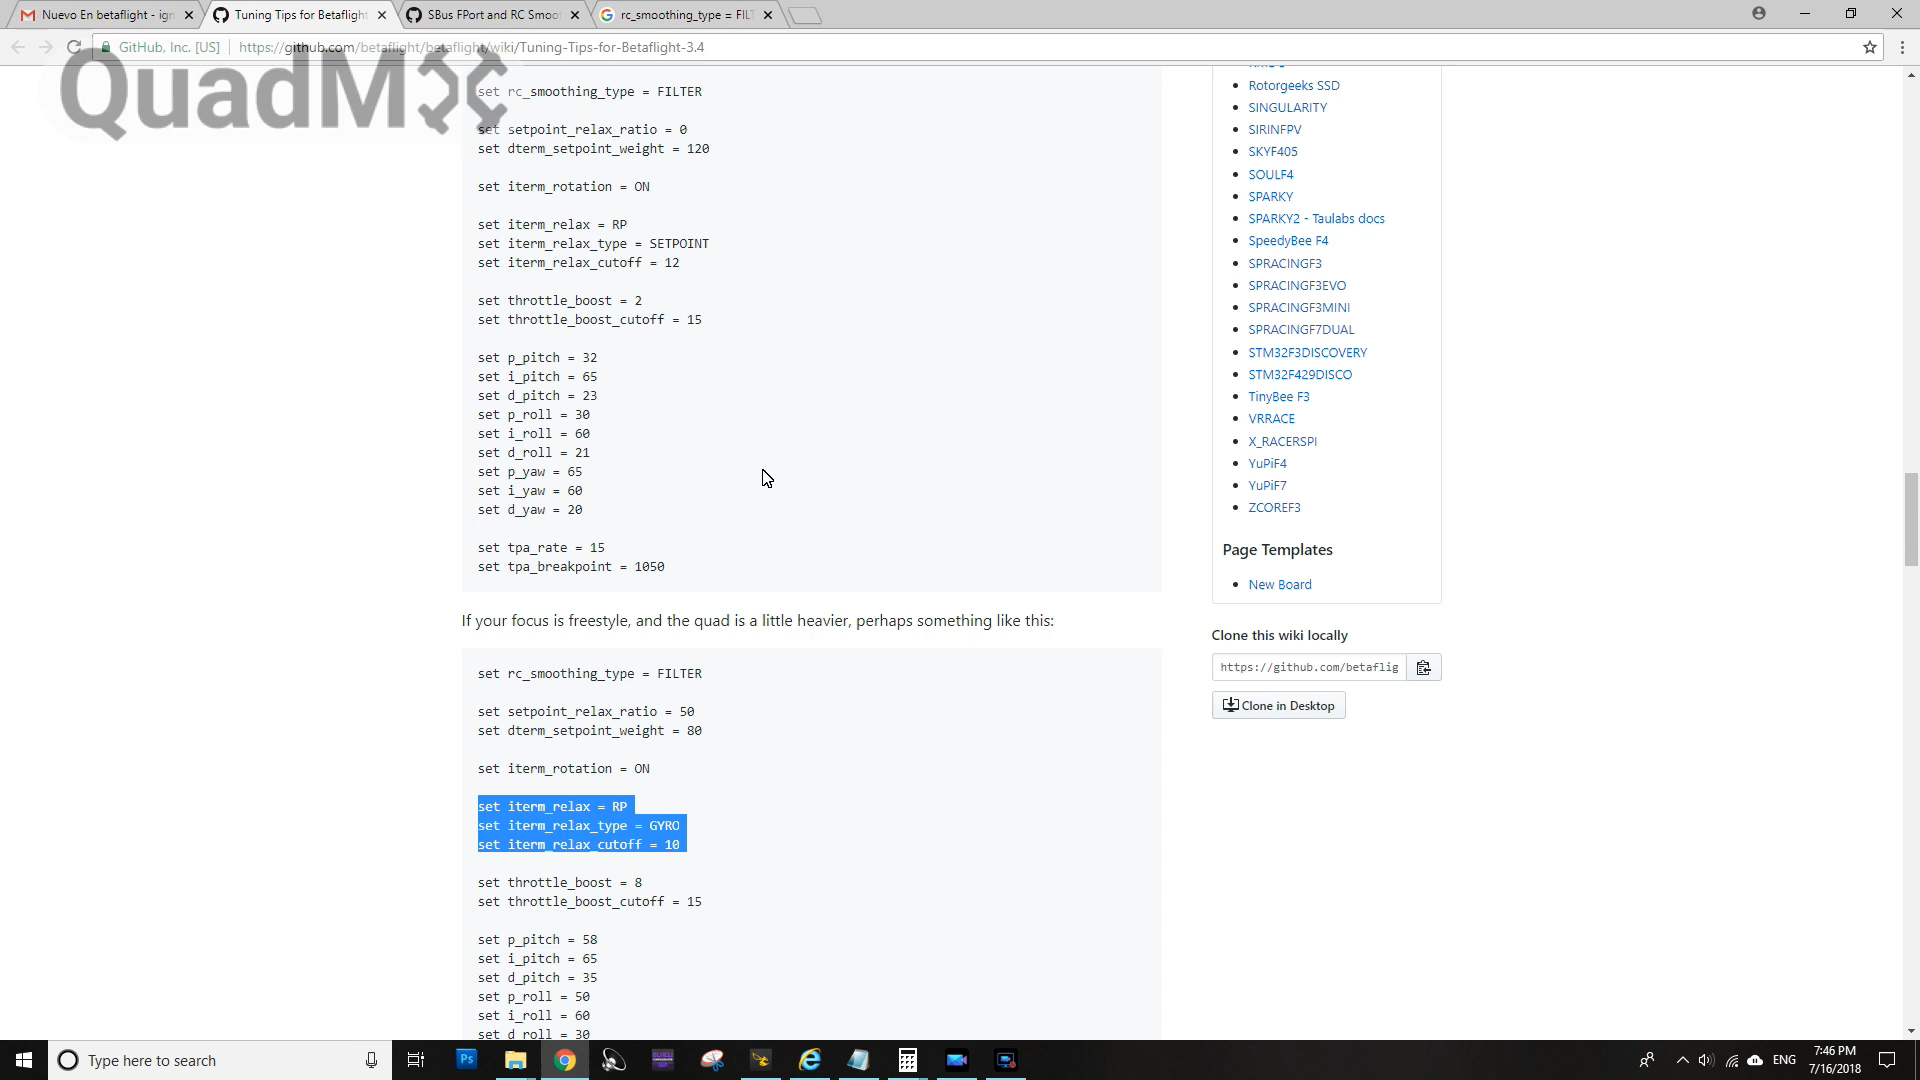 Nuevo En betaflight - ign
Tuning Tips for Betaflight
SBus FPort and RC Smoo
rc_smoothing_type = FILT
GitHub, Inc. [US]
https://github.com/betaflight/betaflight/wiki/Tuning-Tips-for-Betaflight-3.4
QuadM
set rc_smoothing_type = FILTER
set setpoint_relax_ratio = 0
set dterm_setpoint_weight = 120
set iterm_rotation = ON
set iterm_relax = RP
set iterm_relax_type = SETPOINT
set iterm_relax_cutoff = 12
set throttle_boost = 2
set throttle_boost_cutoff = 15
set p_pitch = 32
set i_pitch = 65
set d_pitch = 23
set p_roll = 30
set i_roll = 60
set d_roll = 21
set p_yaw = 65
set i_yaw = 60
set d_yaw = 20
set tpa_rate = 15
set tpa_breakpoint = 1050
If your focus is freestyle, and the quad is a little heavier, perhaps something like this:
set rc_smoothing_type = FILTER
set setpoint_relax_ratio = 50
set dterm_setpoint_weight = 80
set iterm_rotation = ON
set iterm_relax = RP
set iterm_relax_type = GYRO
set iterm_relax_cutoff = 10
set throttle_boost = 8
set throttle_boost_cutoff = 15
set p_pitch = 58
set i_pitch = 65
set d_pitch = 35
set p_roll = 50
set i_roll = 60
set d_roll = 30
Rotorgeeks SSD
SINGULARITY
SIRINFPV
SKYF405
SOULF4
SPARKY
SPARKY2 - Taulabs docs
SpeedyBee F4
SPRACINGF3
SPRACINGF3EVO
SPRACINGF3MINI
SPRACINGF7DUAL
STM32F3DISCOVERY
STM32F429DISCO
TinyBee F3
VRRACE
X_RACERSPI
YuPiF4
YuPiF7
ZCOREF3
Page Templates
New Board
Clone this wiki locally
https://github.com/betaflig
Clone in Desktop
Type here to search
Ps
ENG
7:46 PM
7/16/2018